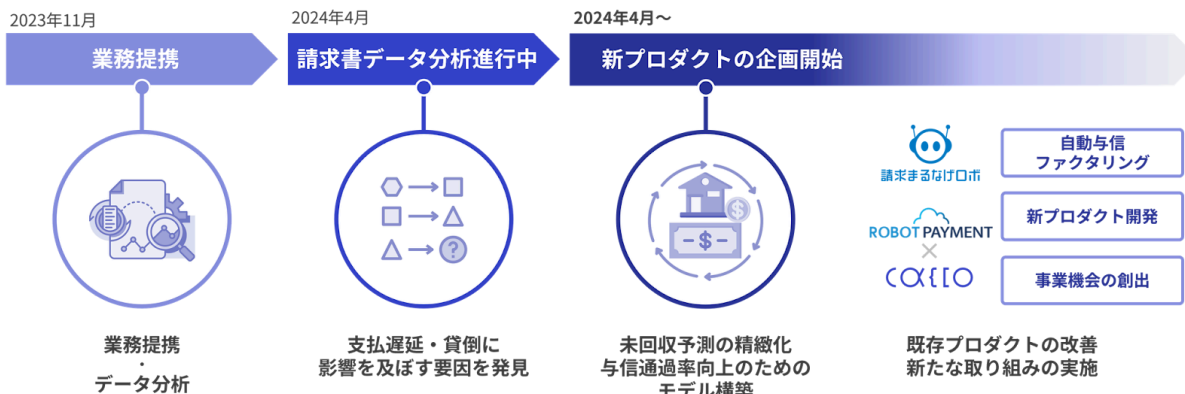 2023年11月
業務提携
2024年4月
請求書データ分析進行中
2024年4月～
新プロダクトの企画開始
業務提携
・
データ分析
?
支払遅延・貸倒に
影響を及ぼす要因を発見
$
$
未回収予測の精緻化
与信通過率向上のための
モデル構築
請求まるなげロボ
ROBOT PAYMENT
×
自動与信
ファクタリング
新プロダクト開発
事業機会の創出
既存プロダクトの改善
新たな取り組みの実施